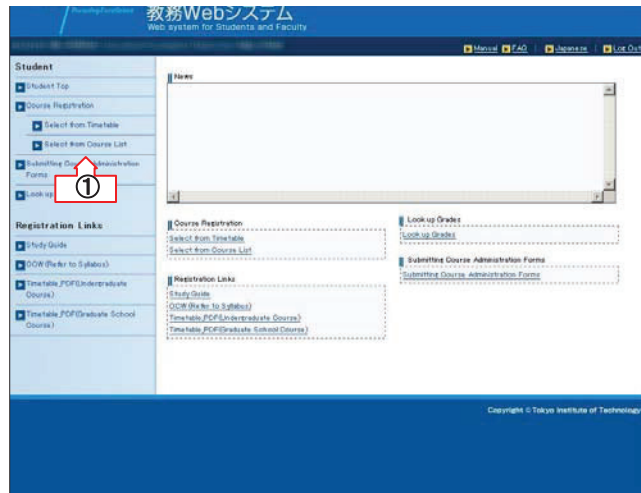 Pursuing Excellence
教務Webシステム
Web system for Students and Faculty
Manual FAQ | Japanese | Log Out
Student
Student Top
Course Registration
Select from Timetable
Select from Course List
Submitting Course Administration
Forms
Look up
①
Registration Links
Study Guide
OCW(Refer to Syllabus)
Timetable_PDF(Undergraduate
Course)
Timetable_PDF(Graduate School
Course)
News
Course Registration
Select from Timetable
Select from Course List
Registration Links
Study Guide
OCW(Refer to Syllabus)
Timetable_PDF(Undergraduate Course)
Timetable_PDF(Graduate School Course)
Look up Grades
Look up Grades
Submitting Course Administration Forms
Submitting Course Administration Forms
Copyright © Tokyo Institute of Technology